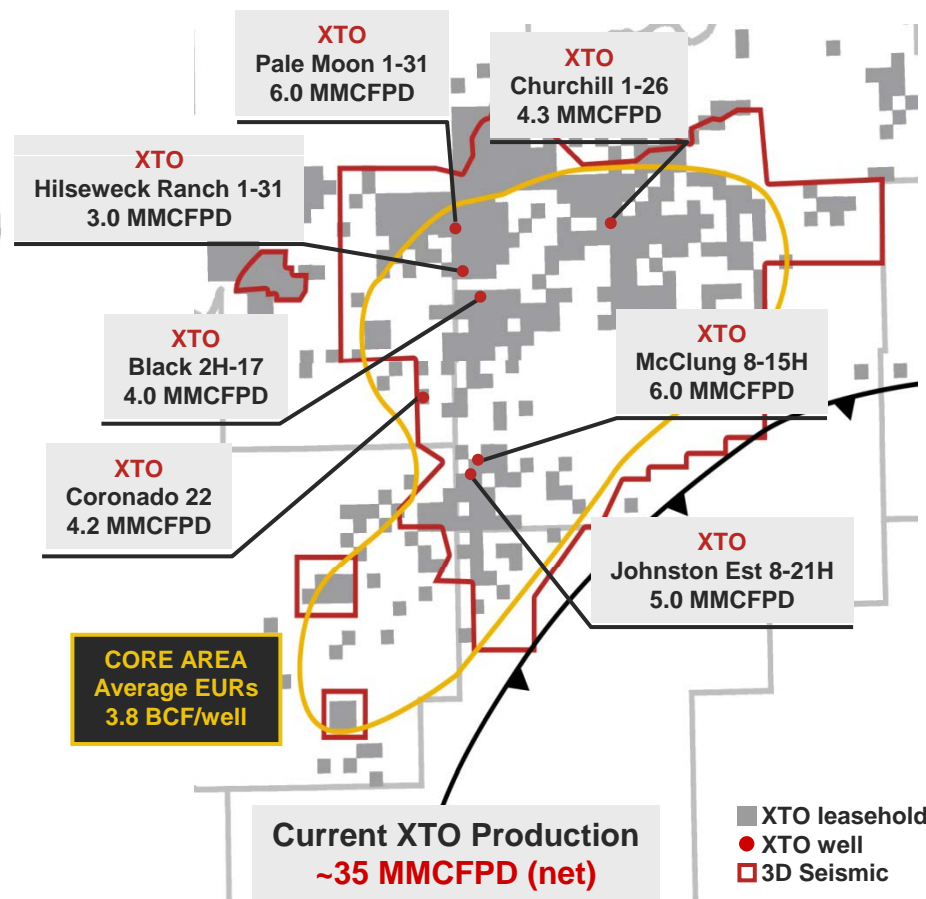 XTO
Pale Moon 1-31
6.0 MMCFPD
XTO
Churchill 1-26
4.3 MMCFPD
XTO
Hilseweck Ranch 1-31
3.0 MMCFPD
XTO
Black 2H-17
4.0 MMCFPD
XTO
McClung 8-15H
6.0 MMCFPD
XTO
Coronado 22
4.2 MMCFPD
XTO
Johnston Est 8-21H
5.0 MMCFPD
CORE AREA
Average EURs
3.8 BCF/well
Current XTO Production
~35 MMCFPD (net)
XTO leasehold
XTO well
3D Seismic